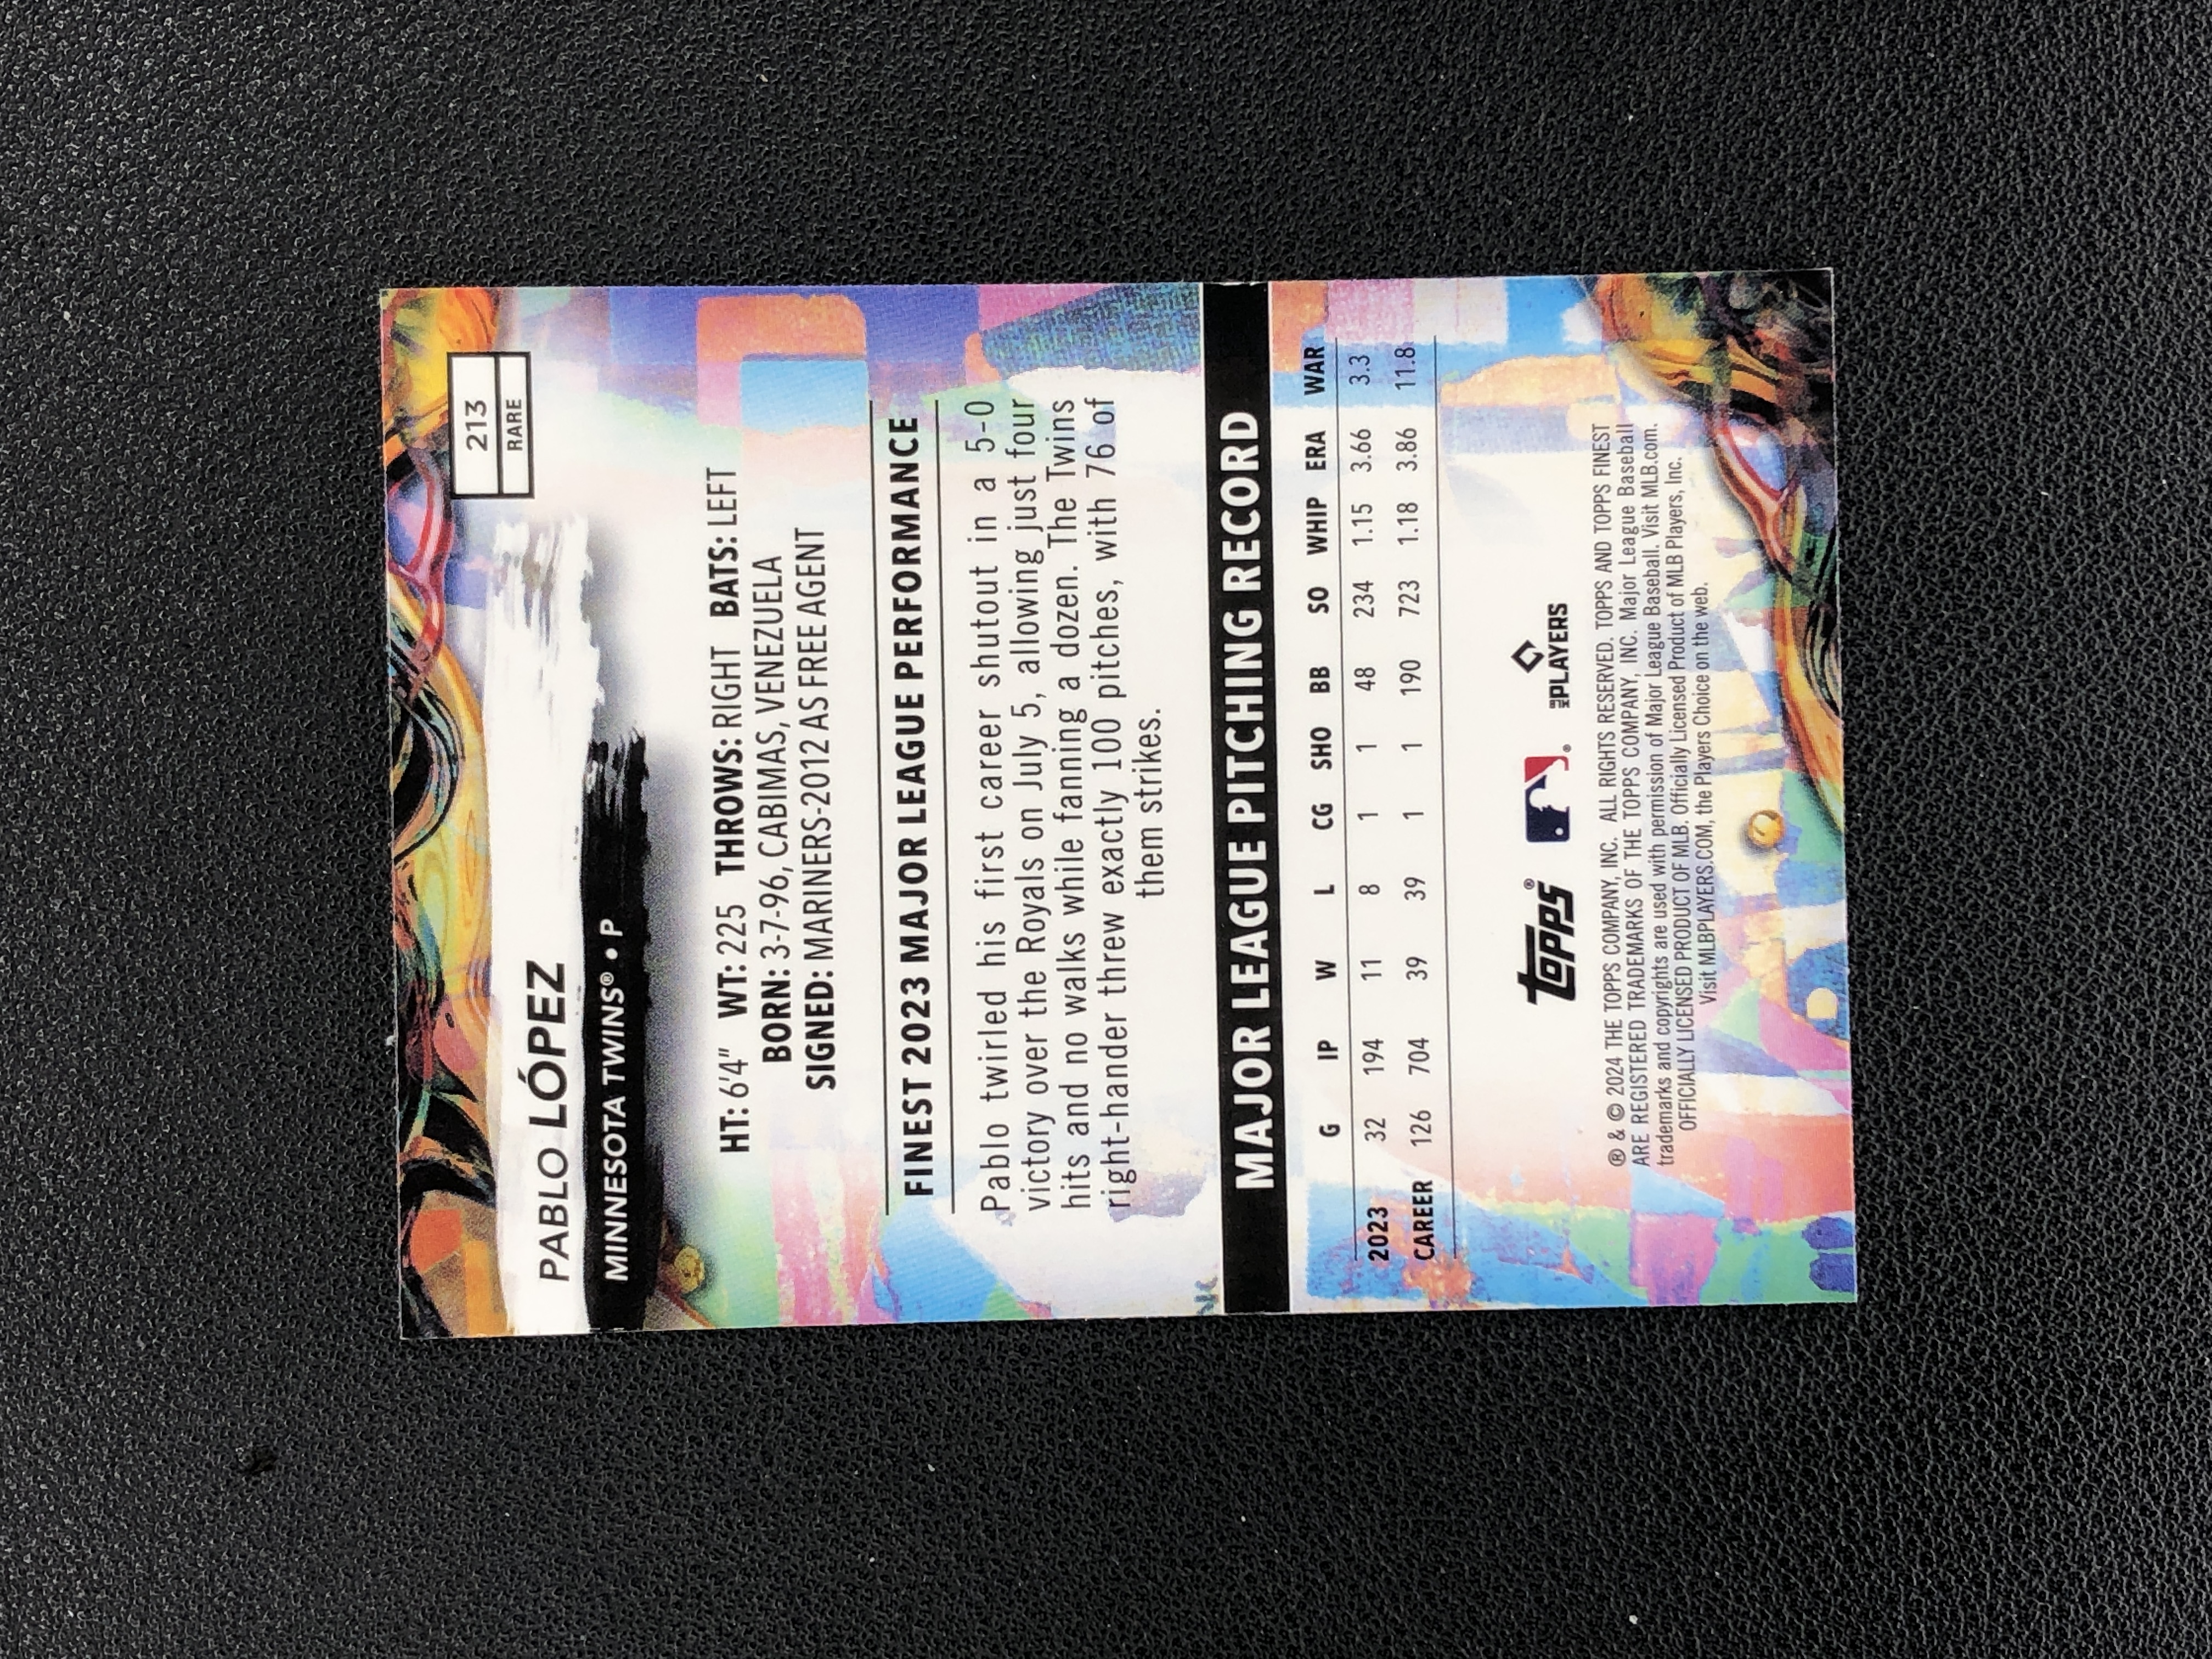 213
RARE
PABLO LÓPEZ
MINNESOTA TWINS® • P
HT: 6'4" WT: 225 THROWS: RIGHT BATS: LEFT
BORN: 3-7-96, CABIMAS, VENEZUELA
SIGNED: MARINERS-2012 AS FREE AGENT
FINEST 2023 MAJOR LEAGUE PERFORMANCE
Pablo twirled his first career shutout in a 5-0
victory over the Royals on July 5, allowing just four
hits and no walks while fanning a dozen. The Twins
right-hander threw exactly 100 pitches, with 76 of
them strikes.
MAJOR LEAGUE PITCHING RECORD
G IP W L CG SHO BB SO WHIP ERA WAR
2023 32 194 11 8 1 1 48 234 1.15 3.66 3.3
CAREER 126 704 39 39 1 1 190 723 1.18 3.86 11.8
topps® ® MLB PLAYERS
® & © 2024 THE TOPPS COMPANY, INC. ALL RIGHTS RESERVED. TOPPS AND TOPPS FINEST
ARE REGISTERED TRADEMARKS OF THE TOPPS COMPANY, INC. Major League Baseball
trademarks and copyrights are used with permission of Major League Baseball. Visit MLB.com.
OFFICIALLY LICENSED PRODUCT OF MLB. Officially Licensed Product of MLB Players, Inc.
Visit MLBPLAYERS.COM, the Players Choice on the web.